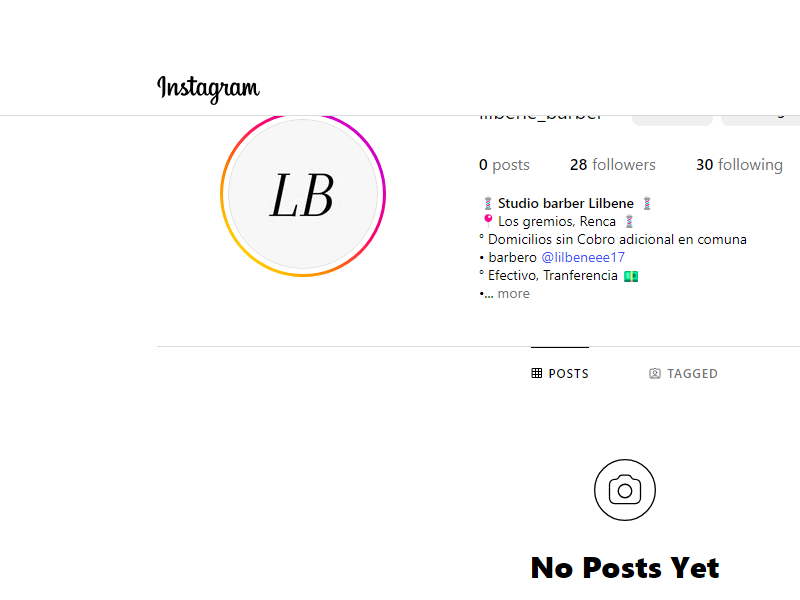 Instagram
lilbene_barber
LB
0 posts 28 followers 30 following
💈 Studio barber Lilbene 💈
📍 Los gremios, Renca 💈
° Domicilios sin Cobro adicional en comuna
• barbero @lilbeneee17
° Efectivo, Tranferencia 💵
•... more
POSTS TAGGED
No Posts Yet